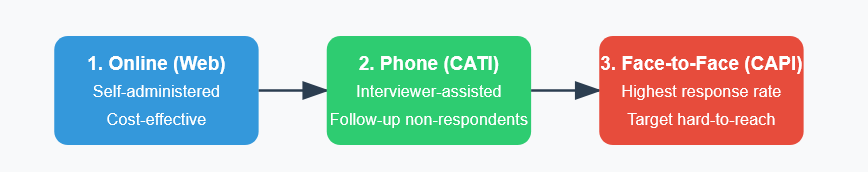 1. Online (Web)
Self-administered
Cost-effective
2. Phone (CATI)
Interviewer-assisted
Follow-up non-respondents
3. Face-to-Face (CAPI)
Highest response rate
Target hard-to-reach